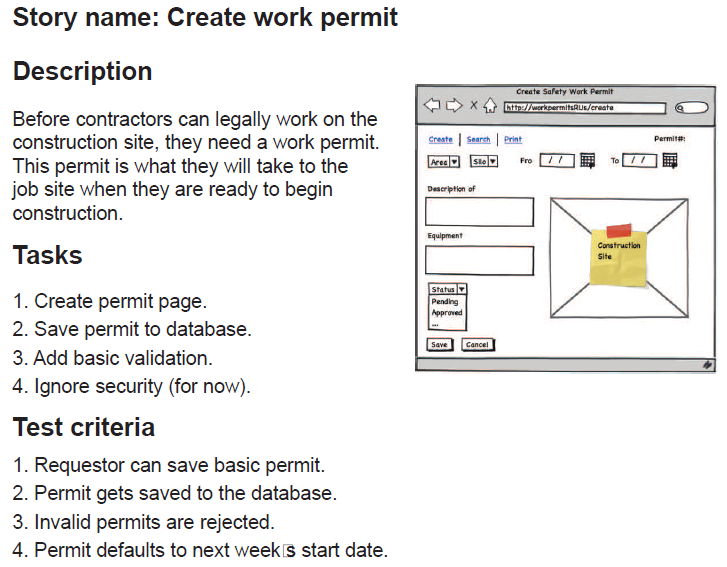 Story name: Create work permit
Description
Before contractors can legally work on the
construction site, they need a work permit.
This permit is what they will take to the
job site when they are ready to begin
construction.
Tasks
1. Create permit page.
2. Save permit to database.
3. Add basic validation.
4. Ignore security (for now).
Test criteria
1. Requestor can save basic permit.
2. Permit gets saved to the database.
3. Invalid permits are rejected.
4. Permit defaults to next week□s start date.
Create Safety Work Permit
X
http://workpermitsRUs/create
Create | Search | Print
Permit#:
Area Silo Fro / / To / /
Description of
Equipment
Construction
Site
Status
Pending
Approved
...
Save Cancel